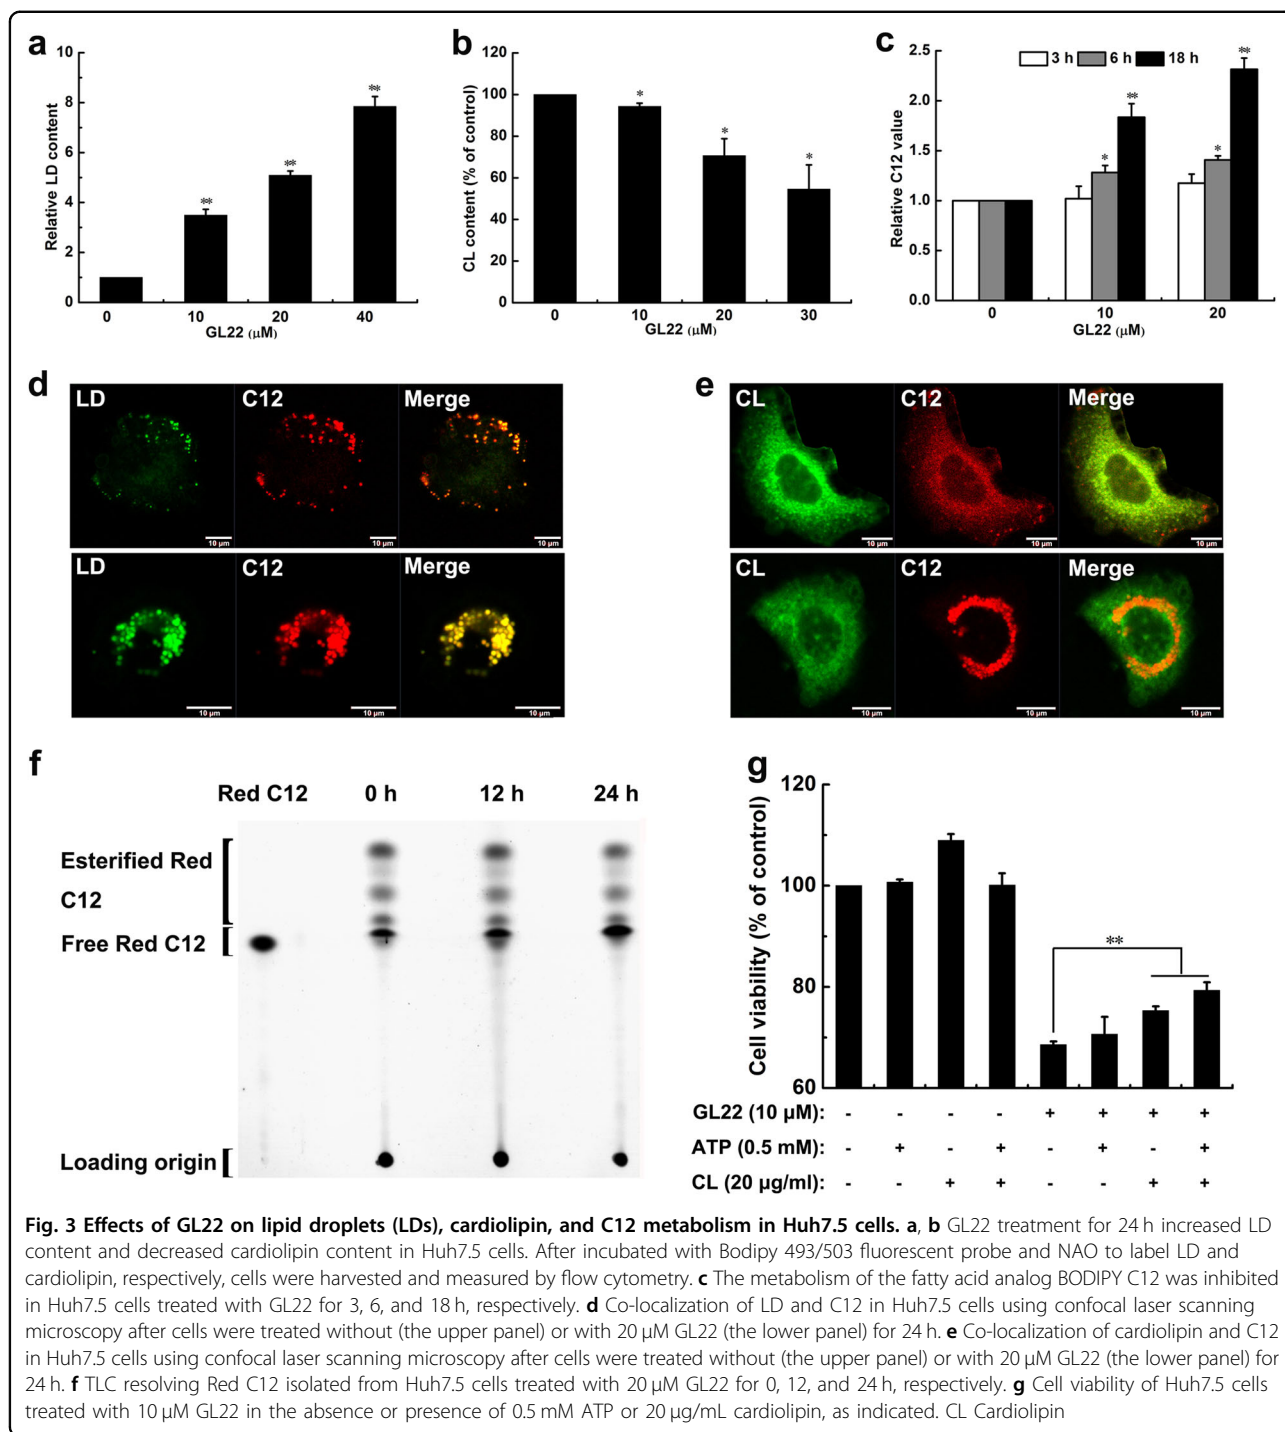 a
Relative LD content
10
8
6
4
2
0
**
**
**
0 10 20 40
GL22 (μM)
b
CL content (% of control)
120
100
80
60
40
20
0
*
*
*
0 10 20 30
GL22 (μM)
c
Relative C12 value
2.5
2.0
1.5
1.0
0.5
0.0
3 h 6 h 18 h
*
**
*
**
0 10 20
GL22 (μM)
d
LD C12 Merge
10 μm 10 μm 10 μm
LD C12 Merge
10 μm 10 μm 10 μm
e
CL C12 Merge
10 μm 10 μm 10 μm
CL C12 Merge
10 μm 10 μm 10 μm
f
Red C12 0 h 12 h 24 h
Esterified Red
C12
Free Red C12
Loading origin
g
Cell viability (% of control)
120
100
80
60
**
GL22 (10 μM): - - - - + + + +
ATP (0.5 mM): - + - + - + - +
CL (20 μg/ml): - - + + - - + +
Fig. 3 Effects of GL22 on lipid droplets (LDs), cardiolipin, and C12 metabolism in Huh7.5 cells. a, b GL22 treatment for 24 h increased LD
content and decreased cardiolipin content in Huh7.5 cells. After incubated with Bodipy 493/503 fluorescent probe and NAO to label LD and
cardiolipin, respectively, cells were harvested and measured by flow cytometry. c The metabolism of the fatty acid analog BODIPY C12 was inhibited
in Huh7.5 cells treated with GL22 for 3, 6, and 18 h, respectively. d Co-localization of LD and C12 in Huh7.5 cells using confocal laser scanning
microscopy after cells were treated without (the upper panel) or with 20 μM GL22 (the lower panel) for 24 h. e Co-localization of cardiolipin and C12
in Huh7.5 cells using confocal laser scanning microscopy after cells were treated without (the upper panel) or with 20 μM GL22 (the lower panel) for
24 h. f TLC resolving Red C12 isolated from Huh7.5 cells treated with 20 μM GL22 for 0, 12, and 24 h, respectively. g Cell viability of Huh7.5 cells
treated with 10 μM GL22 in the absence or presence of 0.5 mM ATP or 20 μg/mL cardiolipin, as indicated. CL Cardiolipin